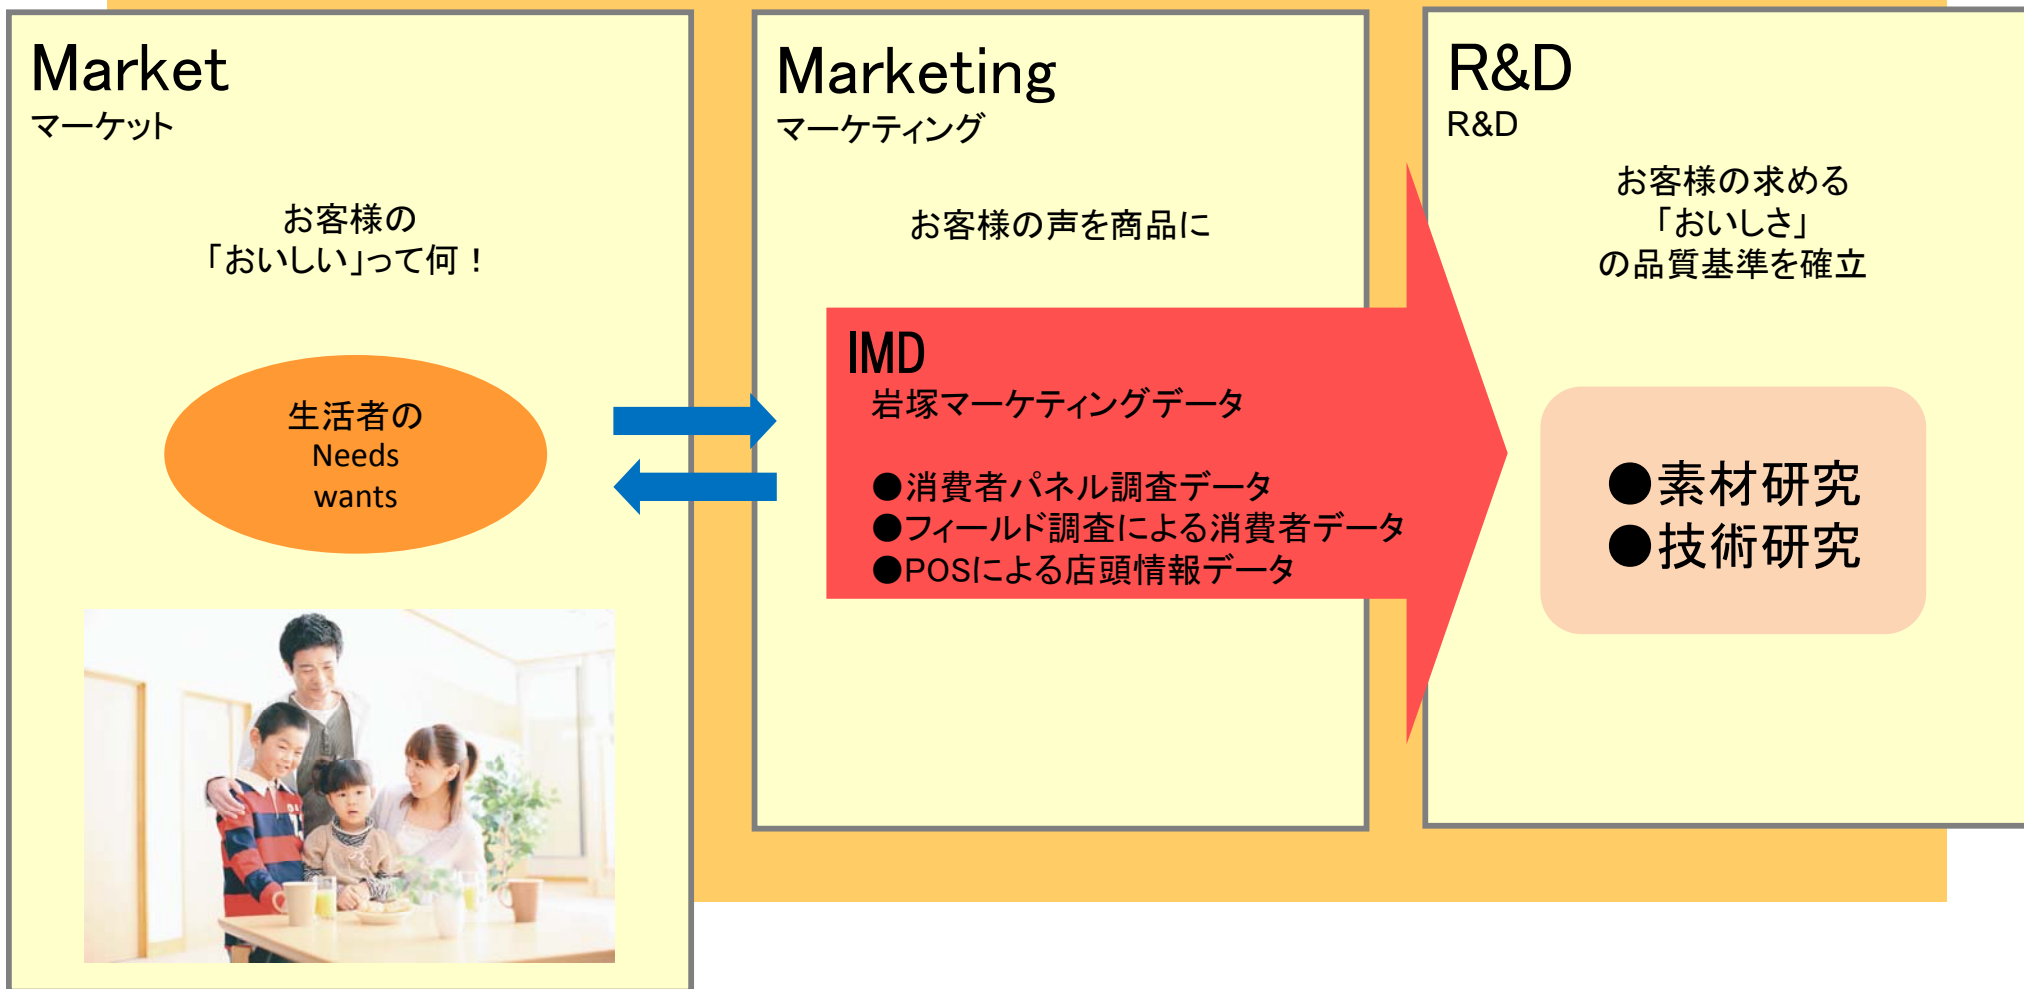 Market
マーケット
お客様の
「おいしい」って何！
生活者の
Needs
wants
Marketing
マーケティング
お客様の声を商品に
IMD
岩塚マーケティングデータ
●消費者パネル調査データ
●フィールド調査による消費者データ
●POSによる店頭情報データ
R&D
R&D
お客様の求める
「おいしさ」
の品質基準を確立
●素材研究
●技術研究